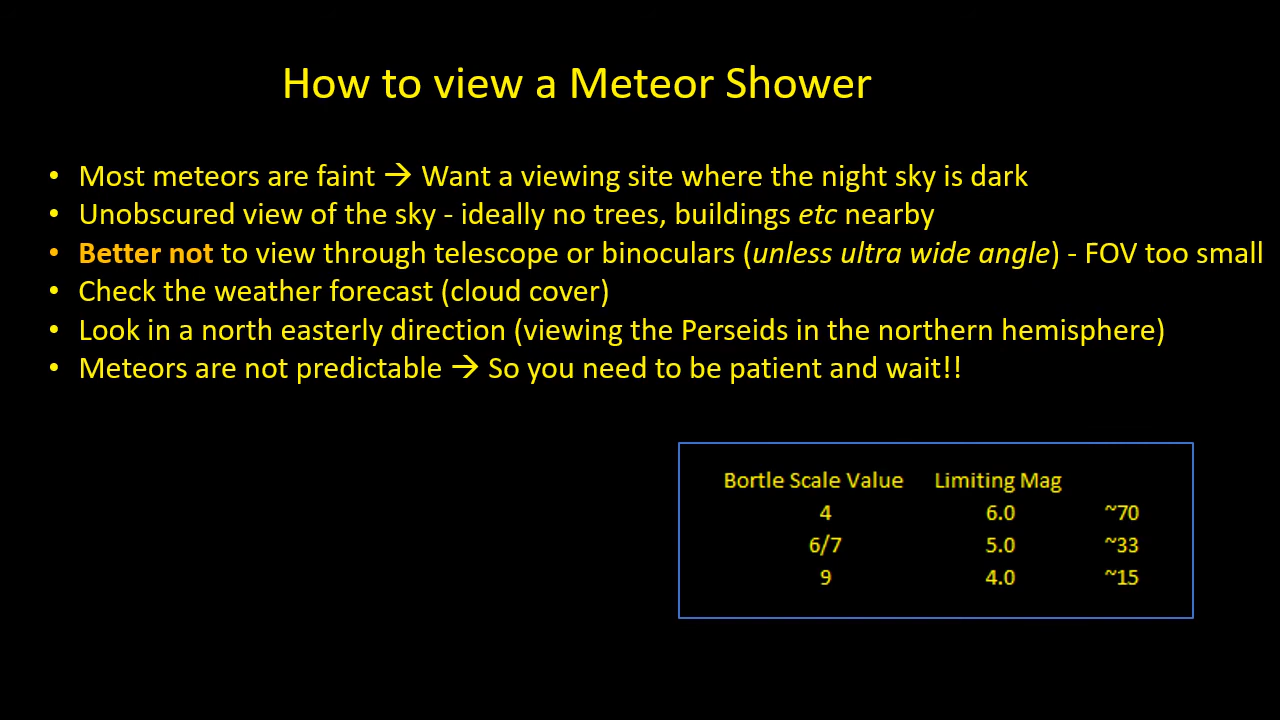 How to view a Meteor Shower
• Most meteors are faint → Want a viewing site where the night sky is dark
• Unobscured view of the sky - ideally no trees, buildings etc nearby
• Better not to view through telescope or binoculars (unless ultra wide angle) - FOV too small
• Check the weather forecast (cloud cover)
• Look in a north easterly direction (viewing the Perseids in the northern hemisphere)
• Meteors are not predictable → So you need to be patient and wait!!
Bortle Scale Value Limiting Mag
4 6.0 ~70
6/7 5.0 ~33
9 4.0 ~15